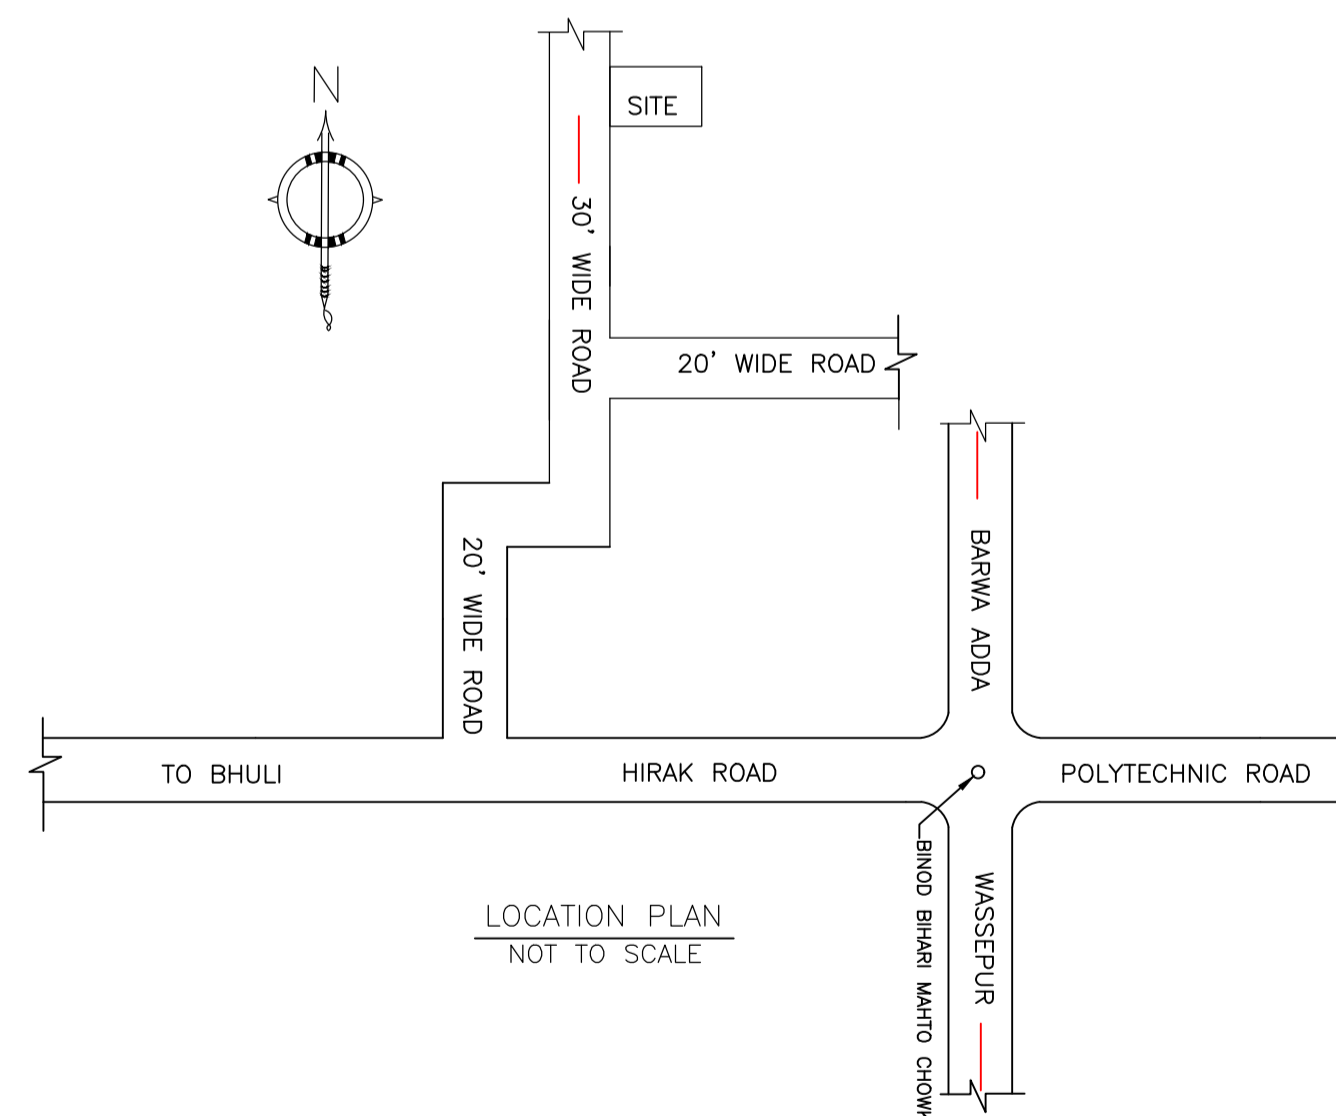 N
SITE
30' WIDE ROAD
20' WIDE ROAD
20' WIDE ROAD
BARWA ADDA
TO BHULI
HIRAK ROAD
POLYTECHNIC ROAD
BINOD BIHARI MAHTO CHOWK
WASSEPUR
LOCATION PLAN
NOT TO SCALE